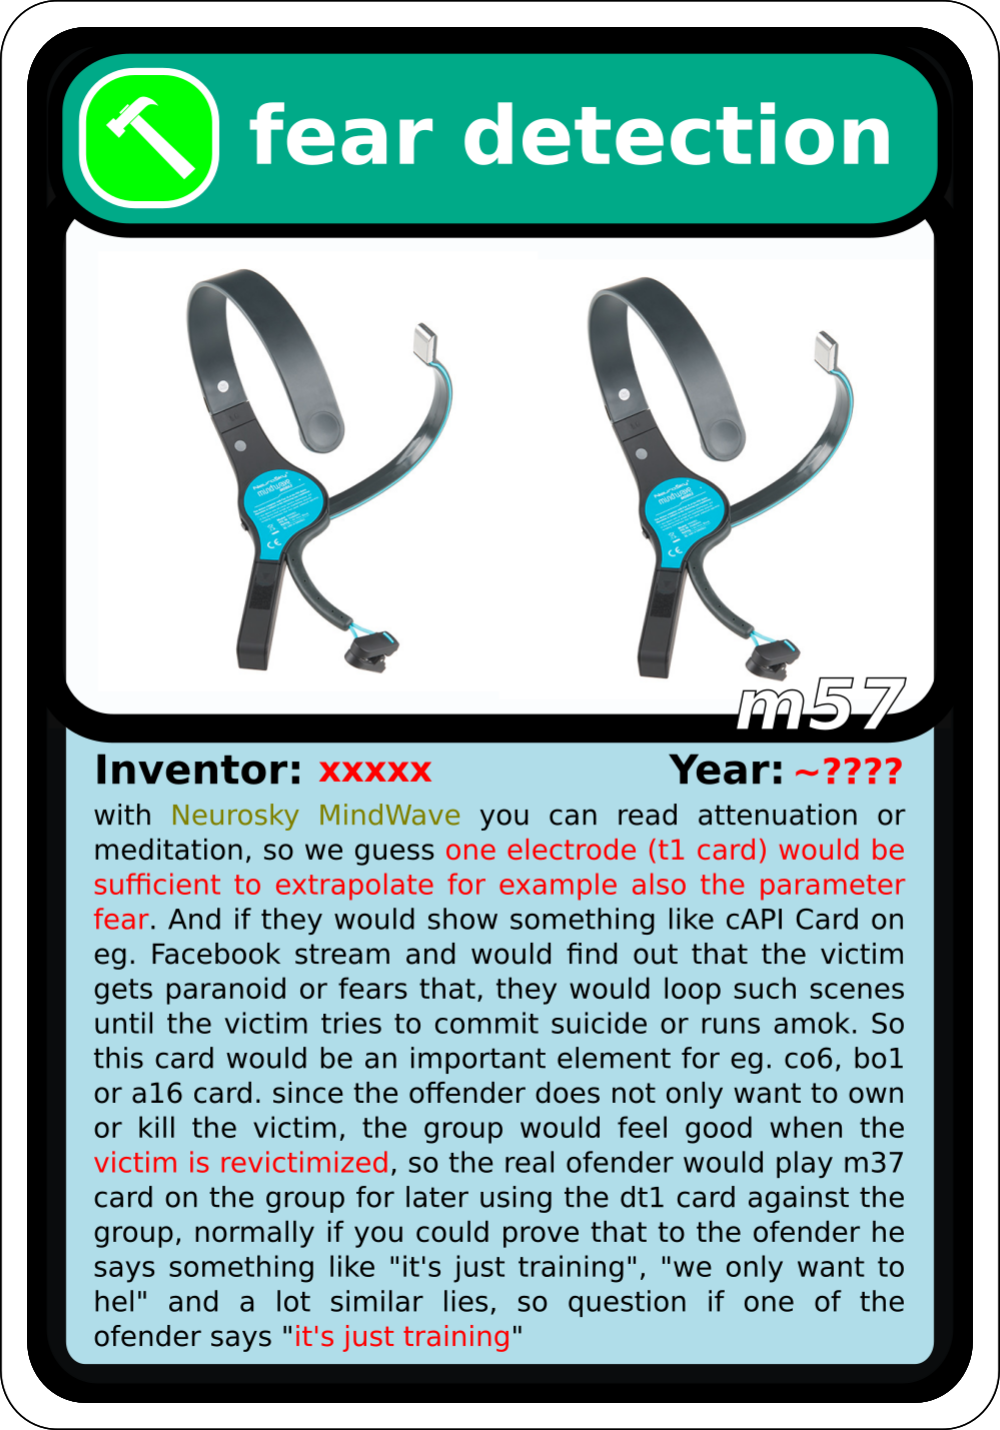 fear detection
m57
Inventor: xxxxx Year: ~????
with Neurosky MindWave you can read attenuation or
meditation, so we guess one electrode (t1 card) would be
sufficient to extrapolate for example also the parameter
fear. And if they would show something like cAPI Card on
eg. Facebook stream and would find out that the victim
gets paranoid or fears that, they would loop such scenes
until the victim tries to commit suicide or runs amok. So
this card would be an important element for eg. co6, bo1
or a16 card. since the offender does not only want to own
or kill the victim, the group would feel good when the
victim is revictimized, so the real ofender would play m37
card on the group for later using the dt1 card against the
group, normally if you could prove that to the ofender he
says something like "it's just training", "we only want to
hel" and a lot similar lies, so question if one of the
ofender says "it's just training"